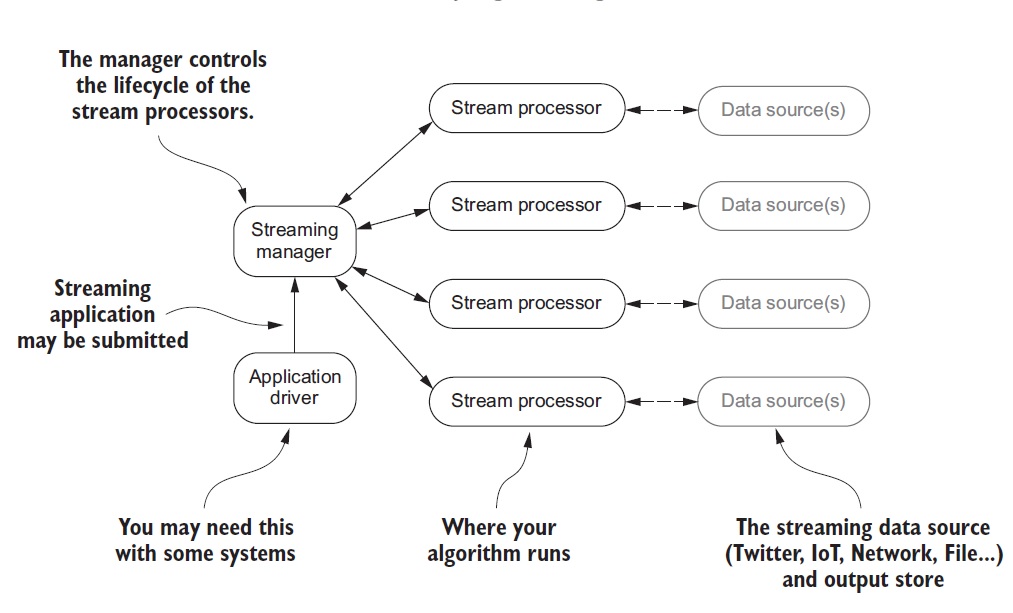 The manager controls
the lifecycle of the
stream processors.
Stream processor
Data source(s)
Stream processor
Data source(s)
Streaming
manager
Stream processor
Data source(s)
Streaming
application
may be submitted
Application
driver
Stream processor
Data source(s)
You may need this
with some systems
Where your
algorithm runs
The streaming data source
(Twitter, IoT, Network, File...)
and output store